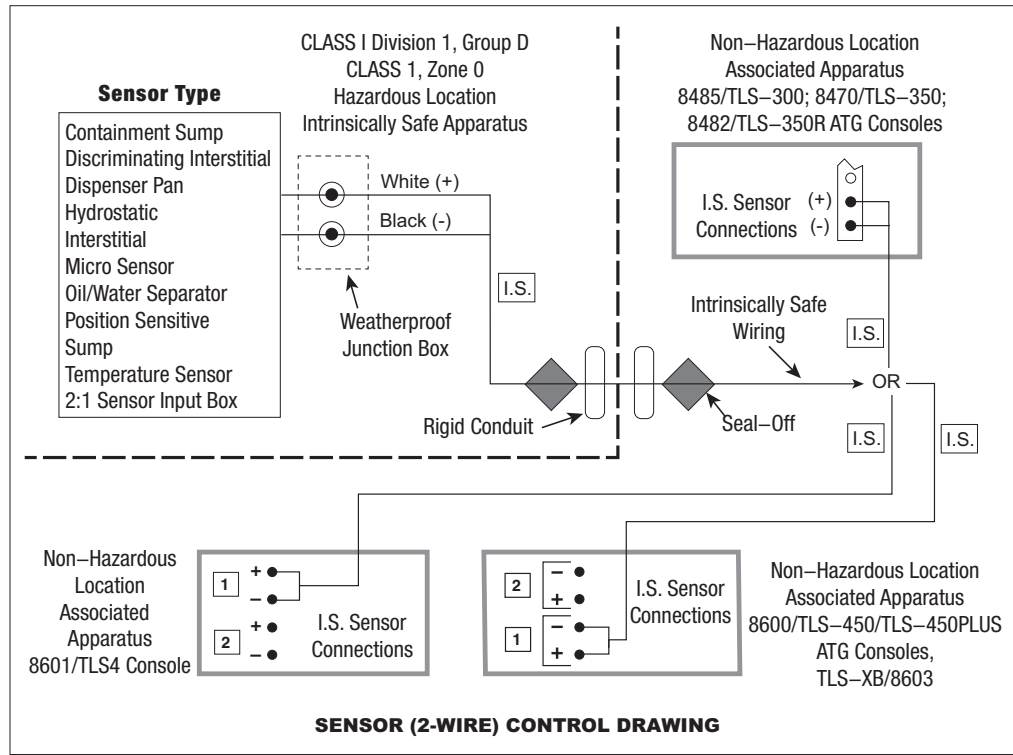 CLASS I Division 1, Group D
CLASS 1, Zone 0
Hazardous Location
Intrinsically Safe Apparatus
Non–Hazardous Location
Associated Apparatus
8485/TLS–300; 8470/TLS–350;
8482/TLS–350R ATG Consoles
Sensor Type
Containment Sump
Discriminating Interstitial
Dispenser Pan
Hydrostatic
Interstitial
Micro Sensor
Oil/Water Separator
Position Sensitive
Sump
Temperature Sensor
2:1 Sensor Input Box
White (+)
Black (-)
Weatherproof
Junction Box
I.S.
I.S. Sensor
Connections
(+)
(-)
Intrinsically Safe
Wiring
I.S.
OR
Rigid Conduit
Seal–Off
I.S.
I.S.
Non–Hazardous
Location
Associated
Apparatus
8601/TLS4 Console
1
+
–
2
+
–
I.S. Sensor
Connections
2
–
+
1
–
+
I.S. Sensor
Connections
Non–Hazardous Location
Associated Apparatus
8600/TLS–450/TLS–450PLUS
ATG Consoles,
TLS–XB/8603
SENSOR (2-WIRE) CONTROL DRAWING